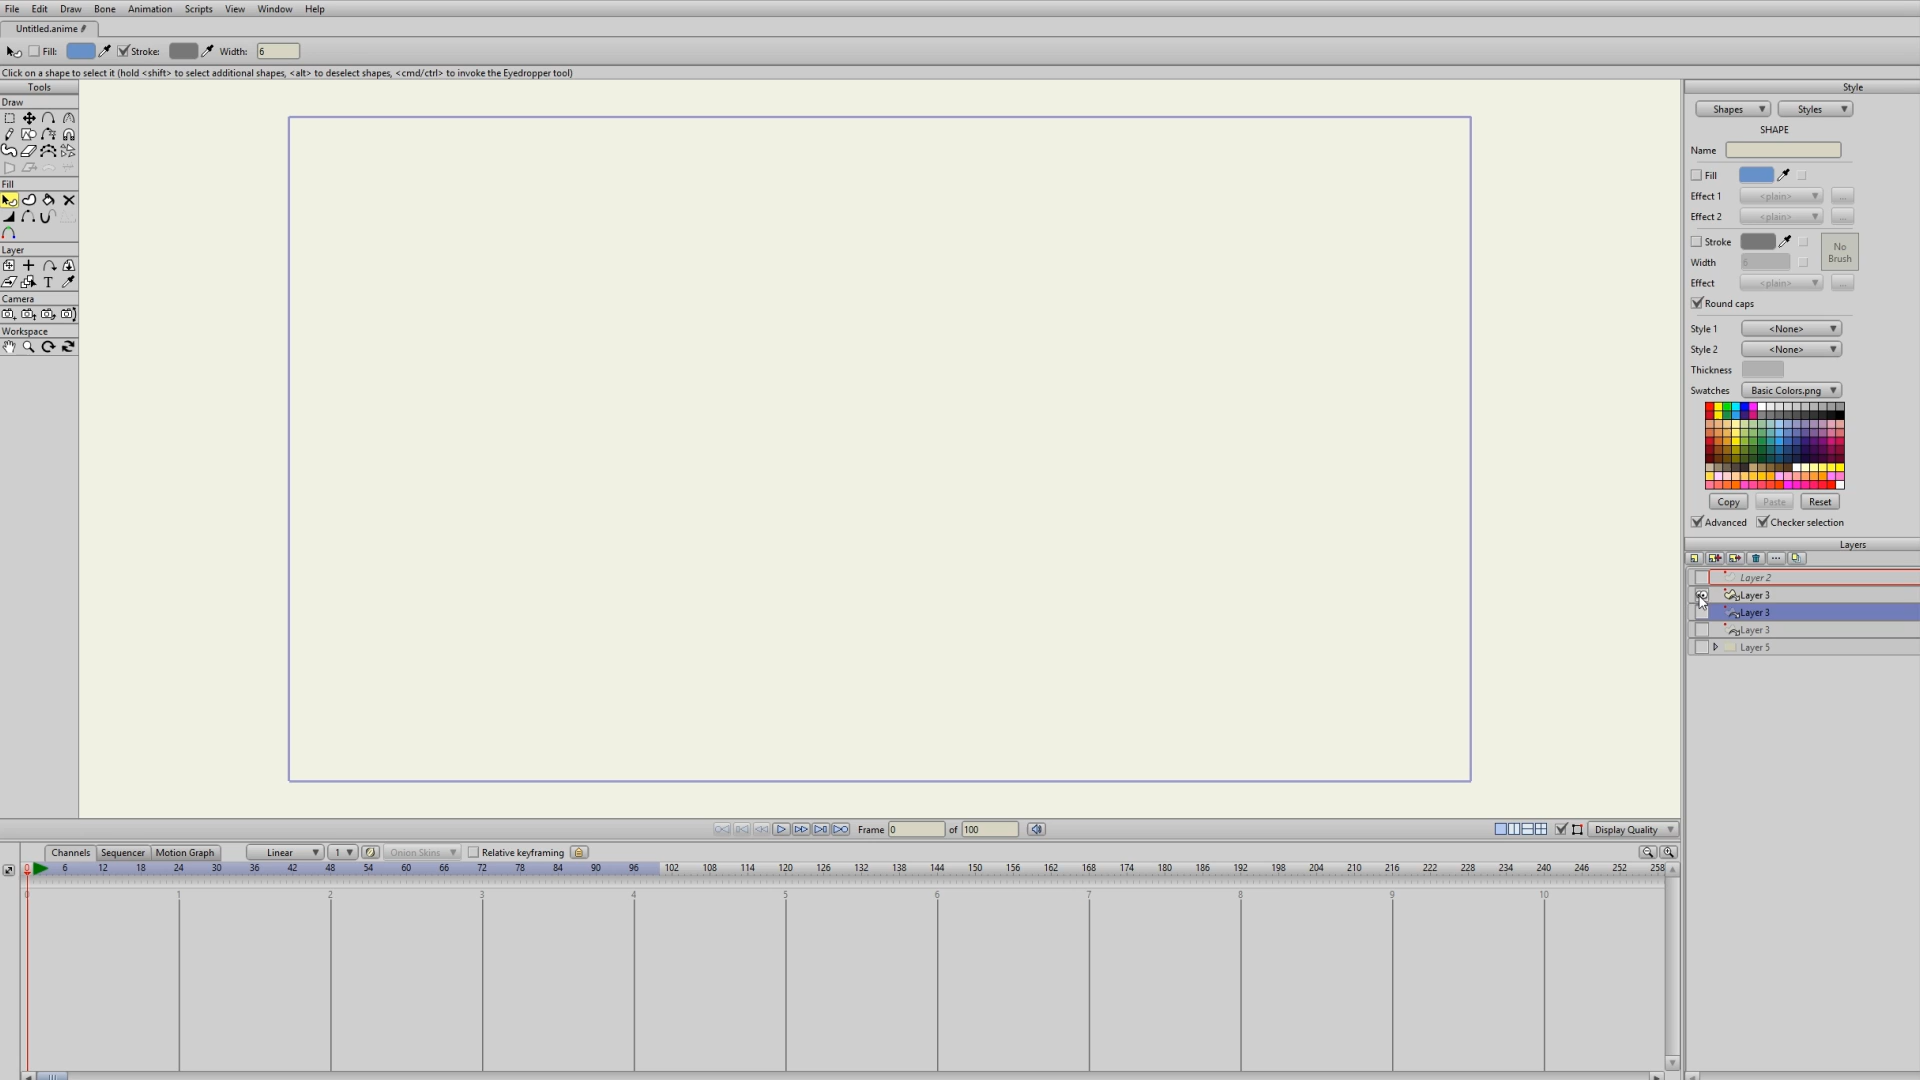 File Edit Draw Bone Animation Scripts View Window Help
Untitled.anime
Fill: Stroke: Width: 6
Click on a shape to select it (hold <shift> to select additional shapes, <alt> to deselect shapes, <cmd/ctrl> to invoke the Eyedropper tool)
Tools
Draw
Fill
Layer
T
Camera
Workspace
Style
Shapes Styles
SHAPE
Name
Fill
Effect 1 <plain> ...
Effect 2 <plain> ...
Stroke No Brush
Width 6
Effect <plain> ...
Round caps
Style 1 <None>
Style 2 <None>
Thickness
Swatches Basic Colors.png
Copy Paste Reset
Advanced Checker selection
Layers
Layer 2
Layer 3
Layer 3
Layer 3
Layer 5
Frame 0 of 100 Display Quality
Channels Sequencer Motion Graph Linear 1 Onion Skins Relative keyframing
0 6 12 18 24 30 36 42 48 54 60 66 72 78 84 90 96 102 108 114 120 126 132 138 144 150 156 162 168 174 180 186 192 198 204 210 216 222 228 234 240 246 252 258
0 1 2 3 4 5 6 7 8 9 10